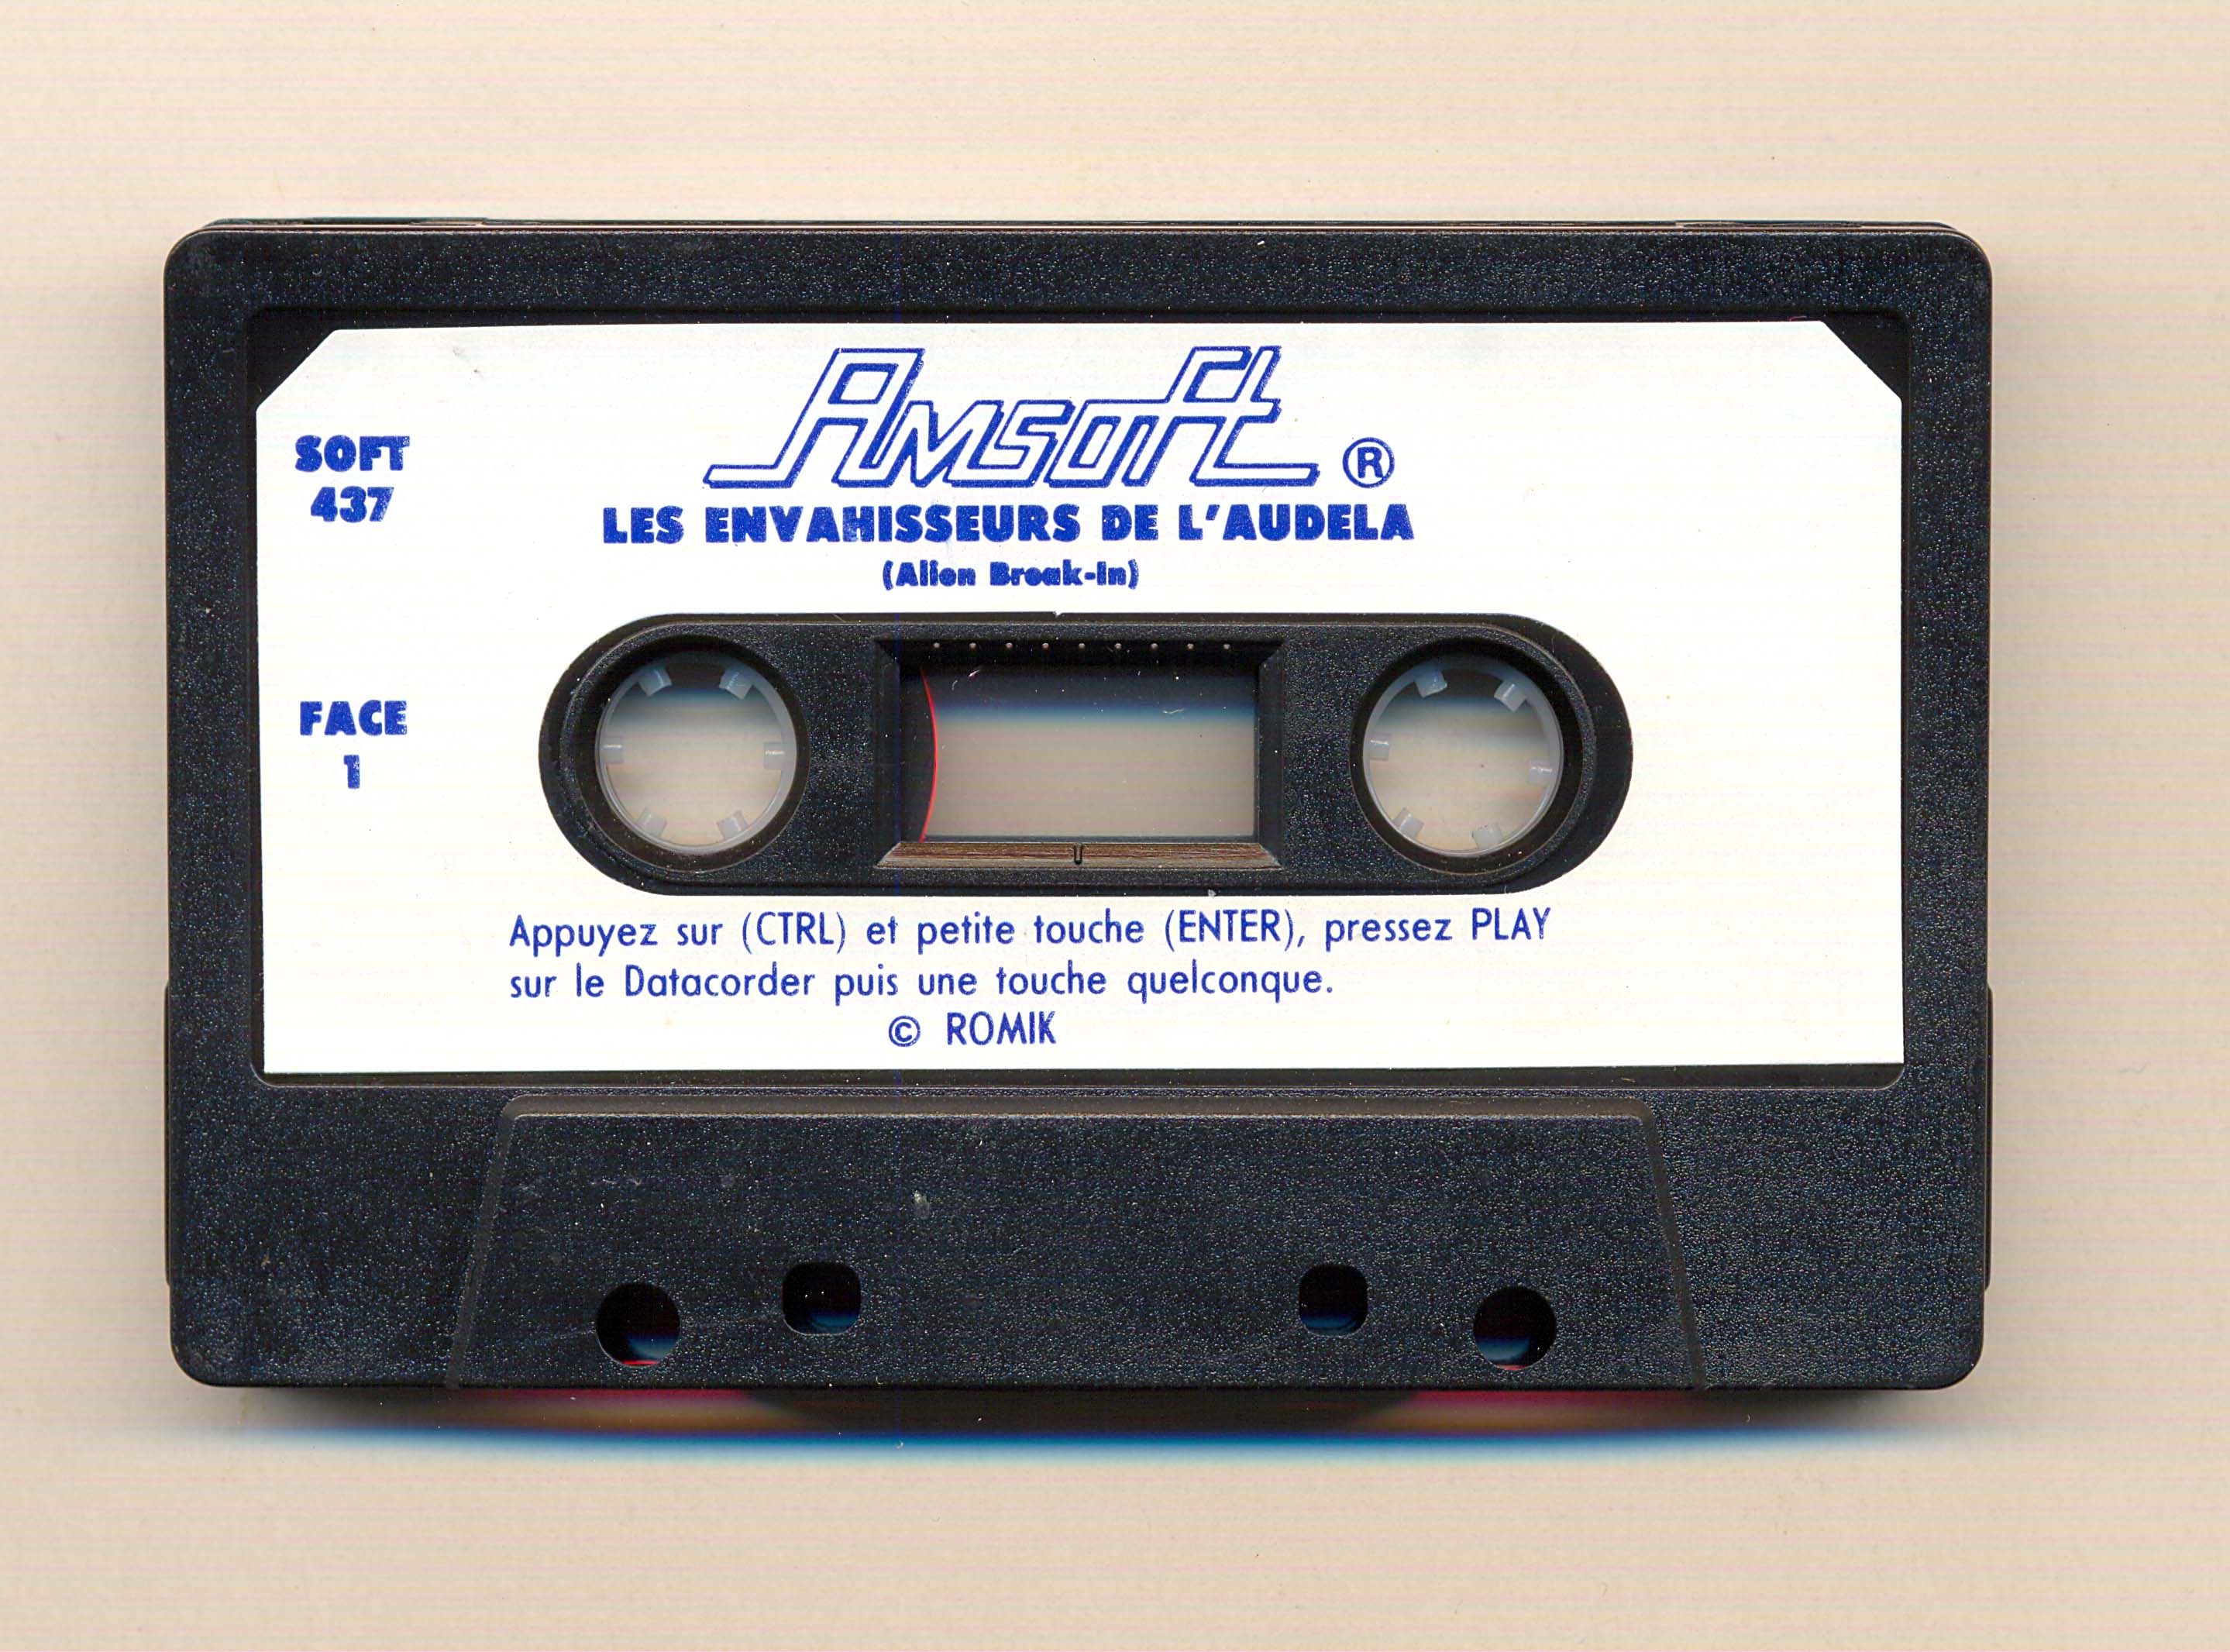 Amsoft ®
SOFT
437
LES ENVAHISSEURS DE L'AUDELA
(Alien Break-In)
FACE
1
Appuyez sur (CTRL) et petite touche (ENTER), pressez PLAY
sur le Datacorder puis une touche quelconque.
© ROMIK